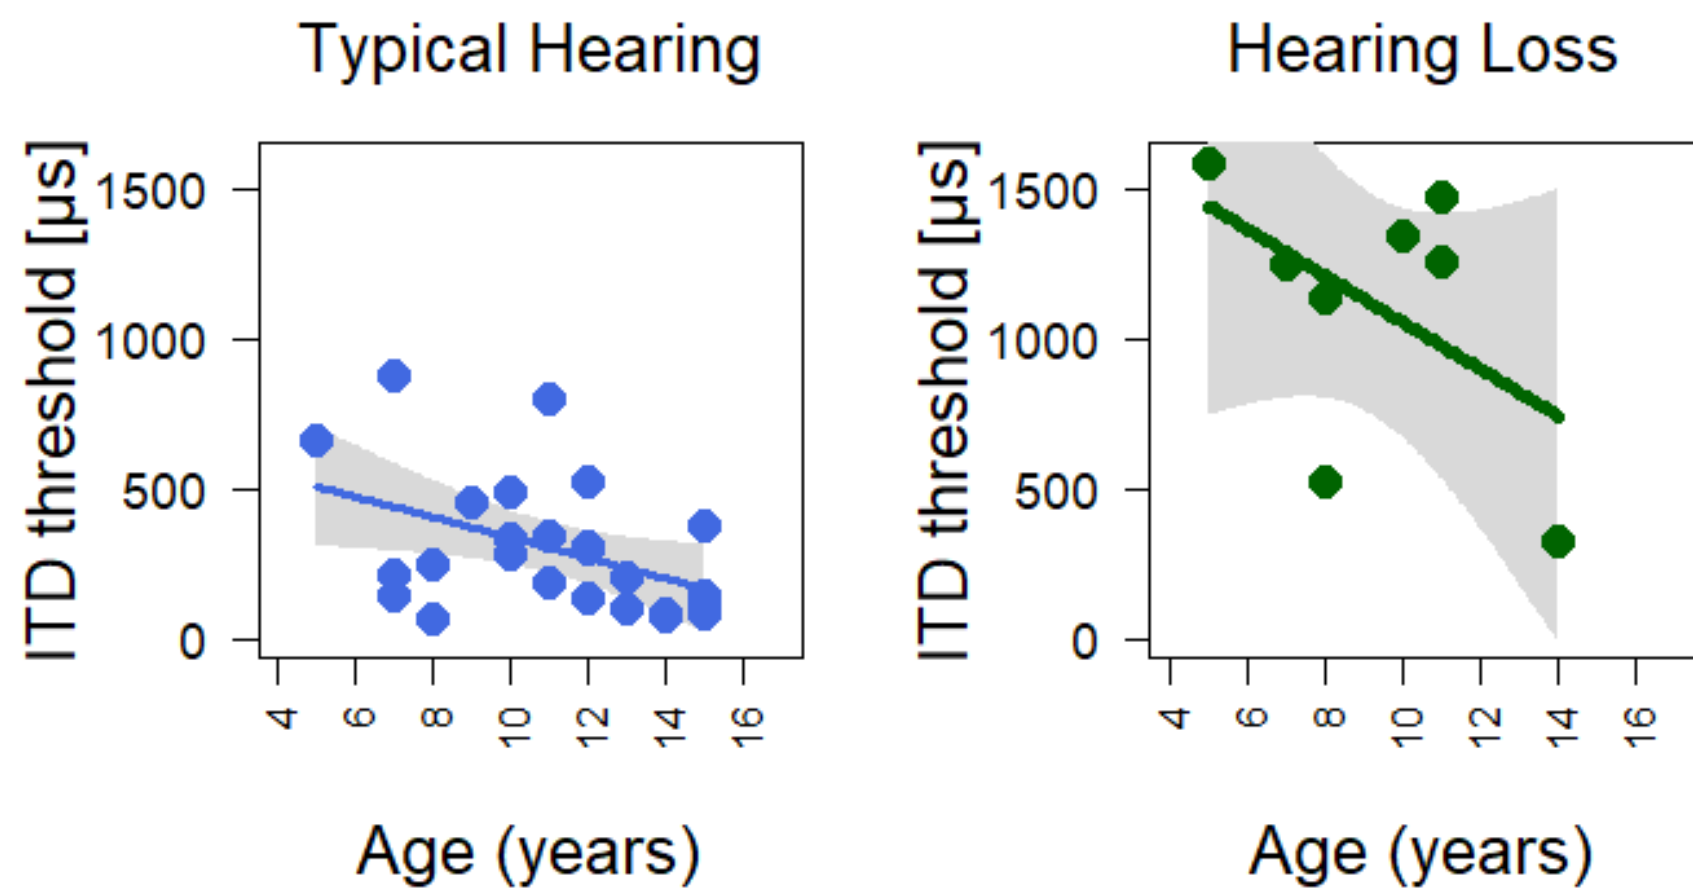 Typical Hearing
ITD threshold [µs]
1500
1000
500
0
4 6 8 10 12 14 16
Age (years)
Hearing Loss
ITD threshold [µs]
1500
1000
500
0
4 6 8 10 12 14 16
Age (years)